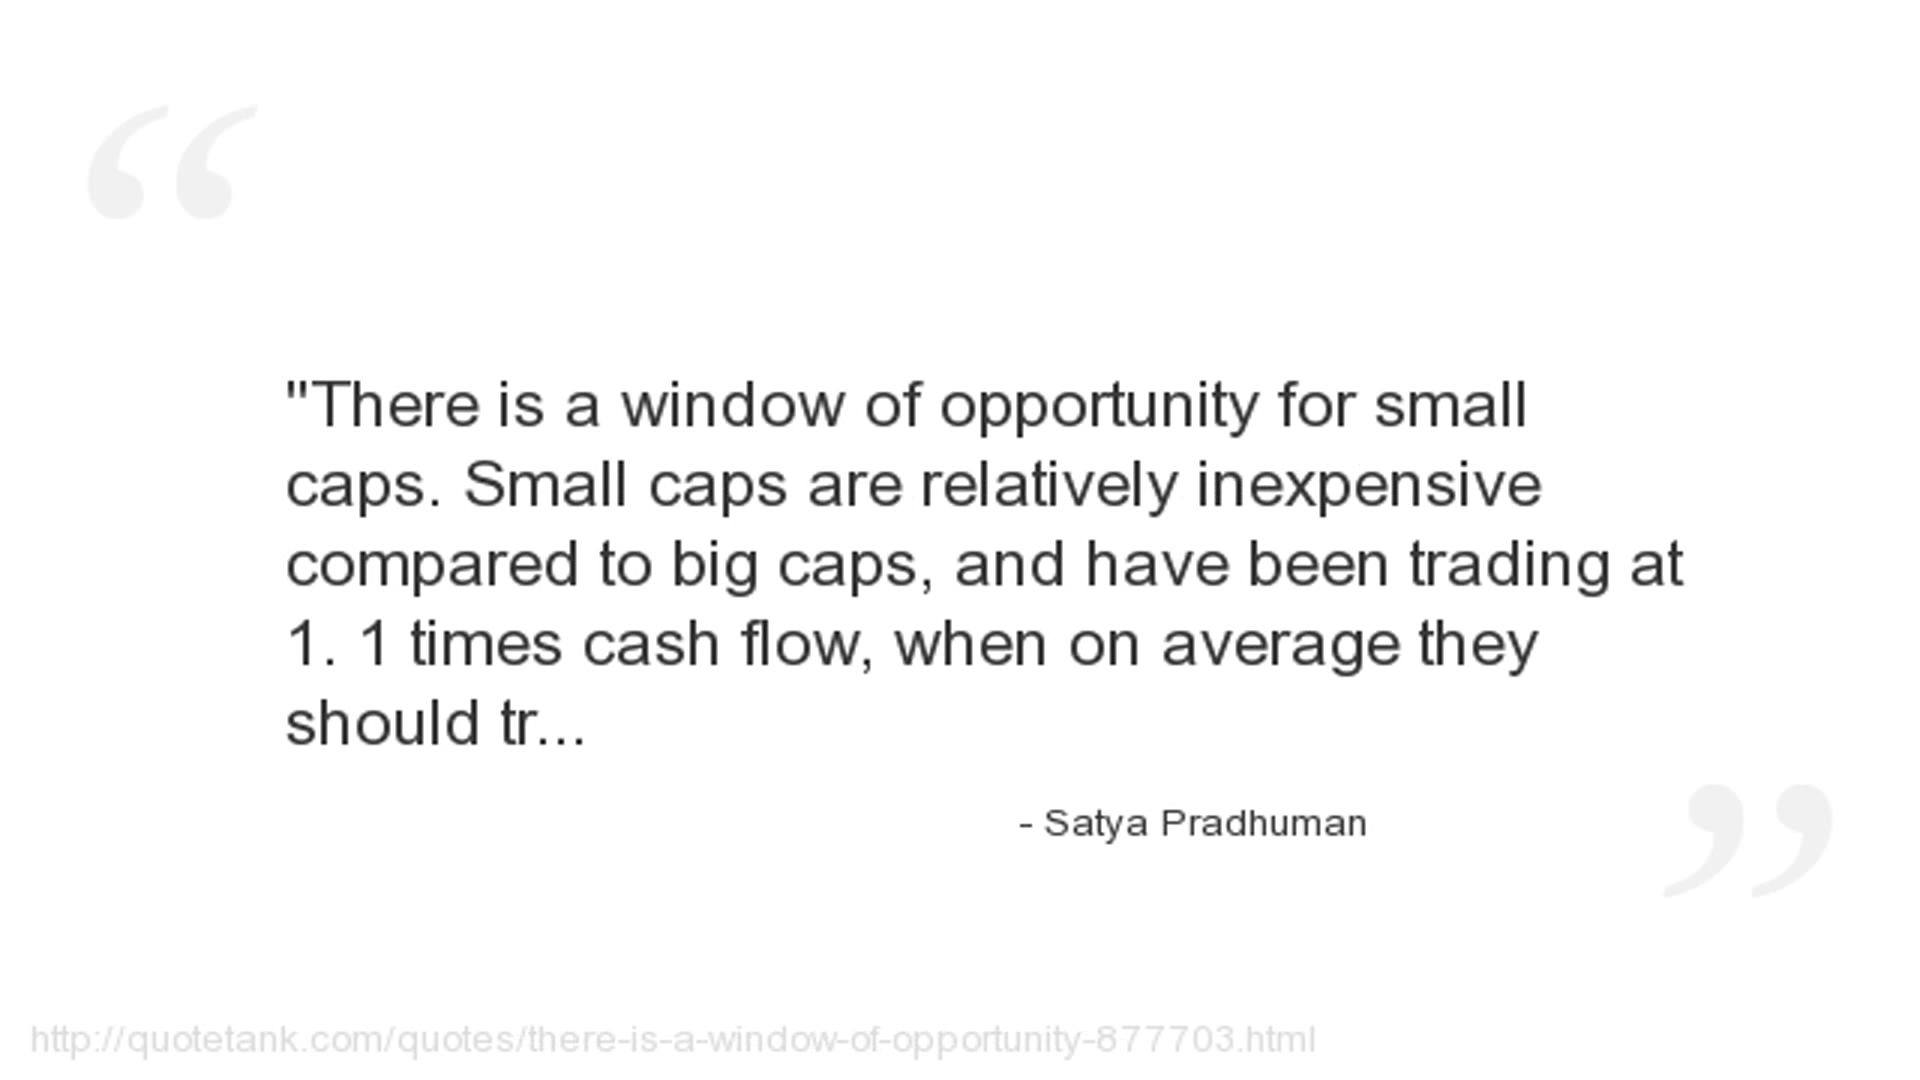 "There is a window of opportunity for small
caps. Small caps are relatively inexpensive
compared to big caps, and have been trading at
1. 1 times cash flow, when on average they
should tr...
- Satya Pradhuman
http://quotetank.com/quotes/there-is-a-window-of-opportunity-877703.html